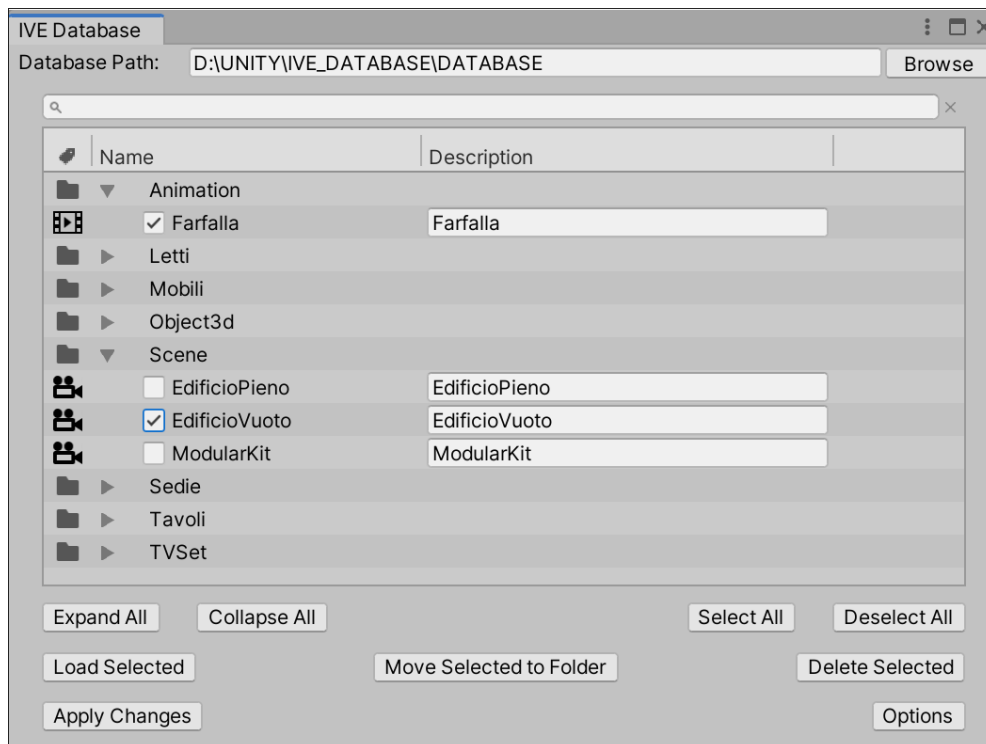 IVE Database
Database Path: D:\UNITY\IVE_DATABASE\DATABASE Browse
Name Description
Animation
Farfalla Farfalla
Letti
Mobili
Object3d
Scene
EdificioPieno EdificioPieno
EdificioVuoto EdificioVuoto
ModularKit ModularKit
Sedie
Tavoli
TVSet
Expand All Collapse All Select All Deselect All
Load Selected Move Selected to Folder Delete Selected
Apply Changes Options